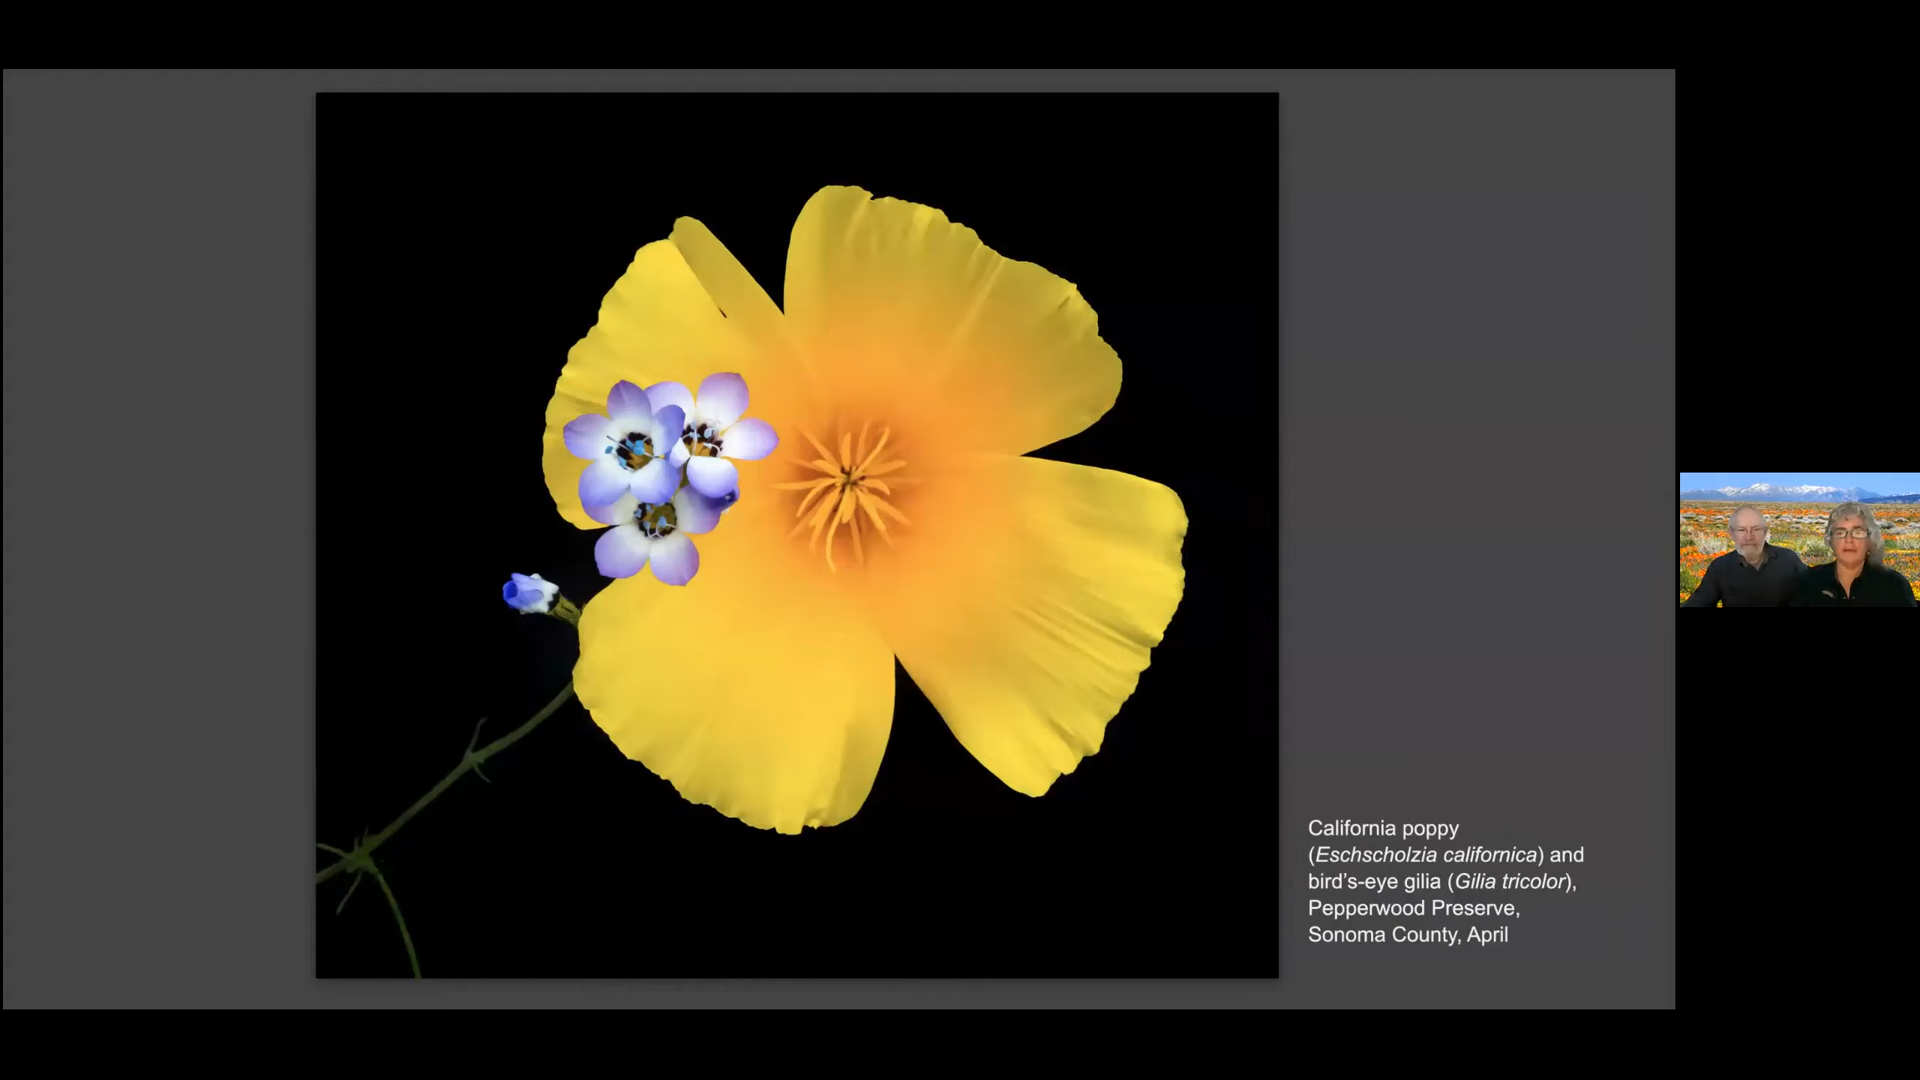 California poppy
(Eschscholzia californica) and
bird’s-eye gilia (Gilia tricolor),
Pepperwood Preserve,
Sonoma County, April